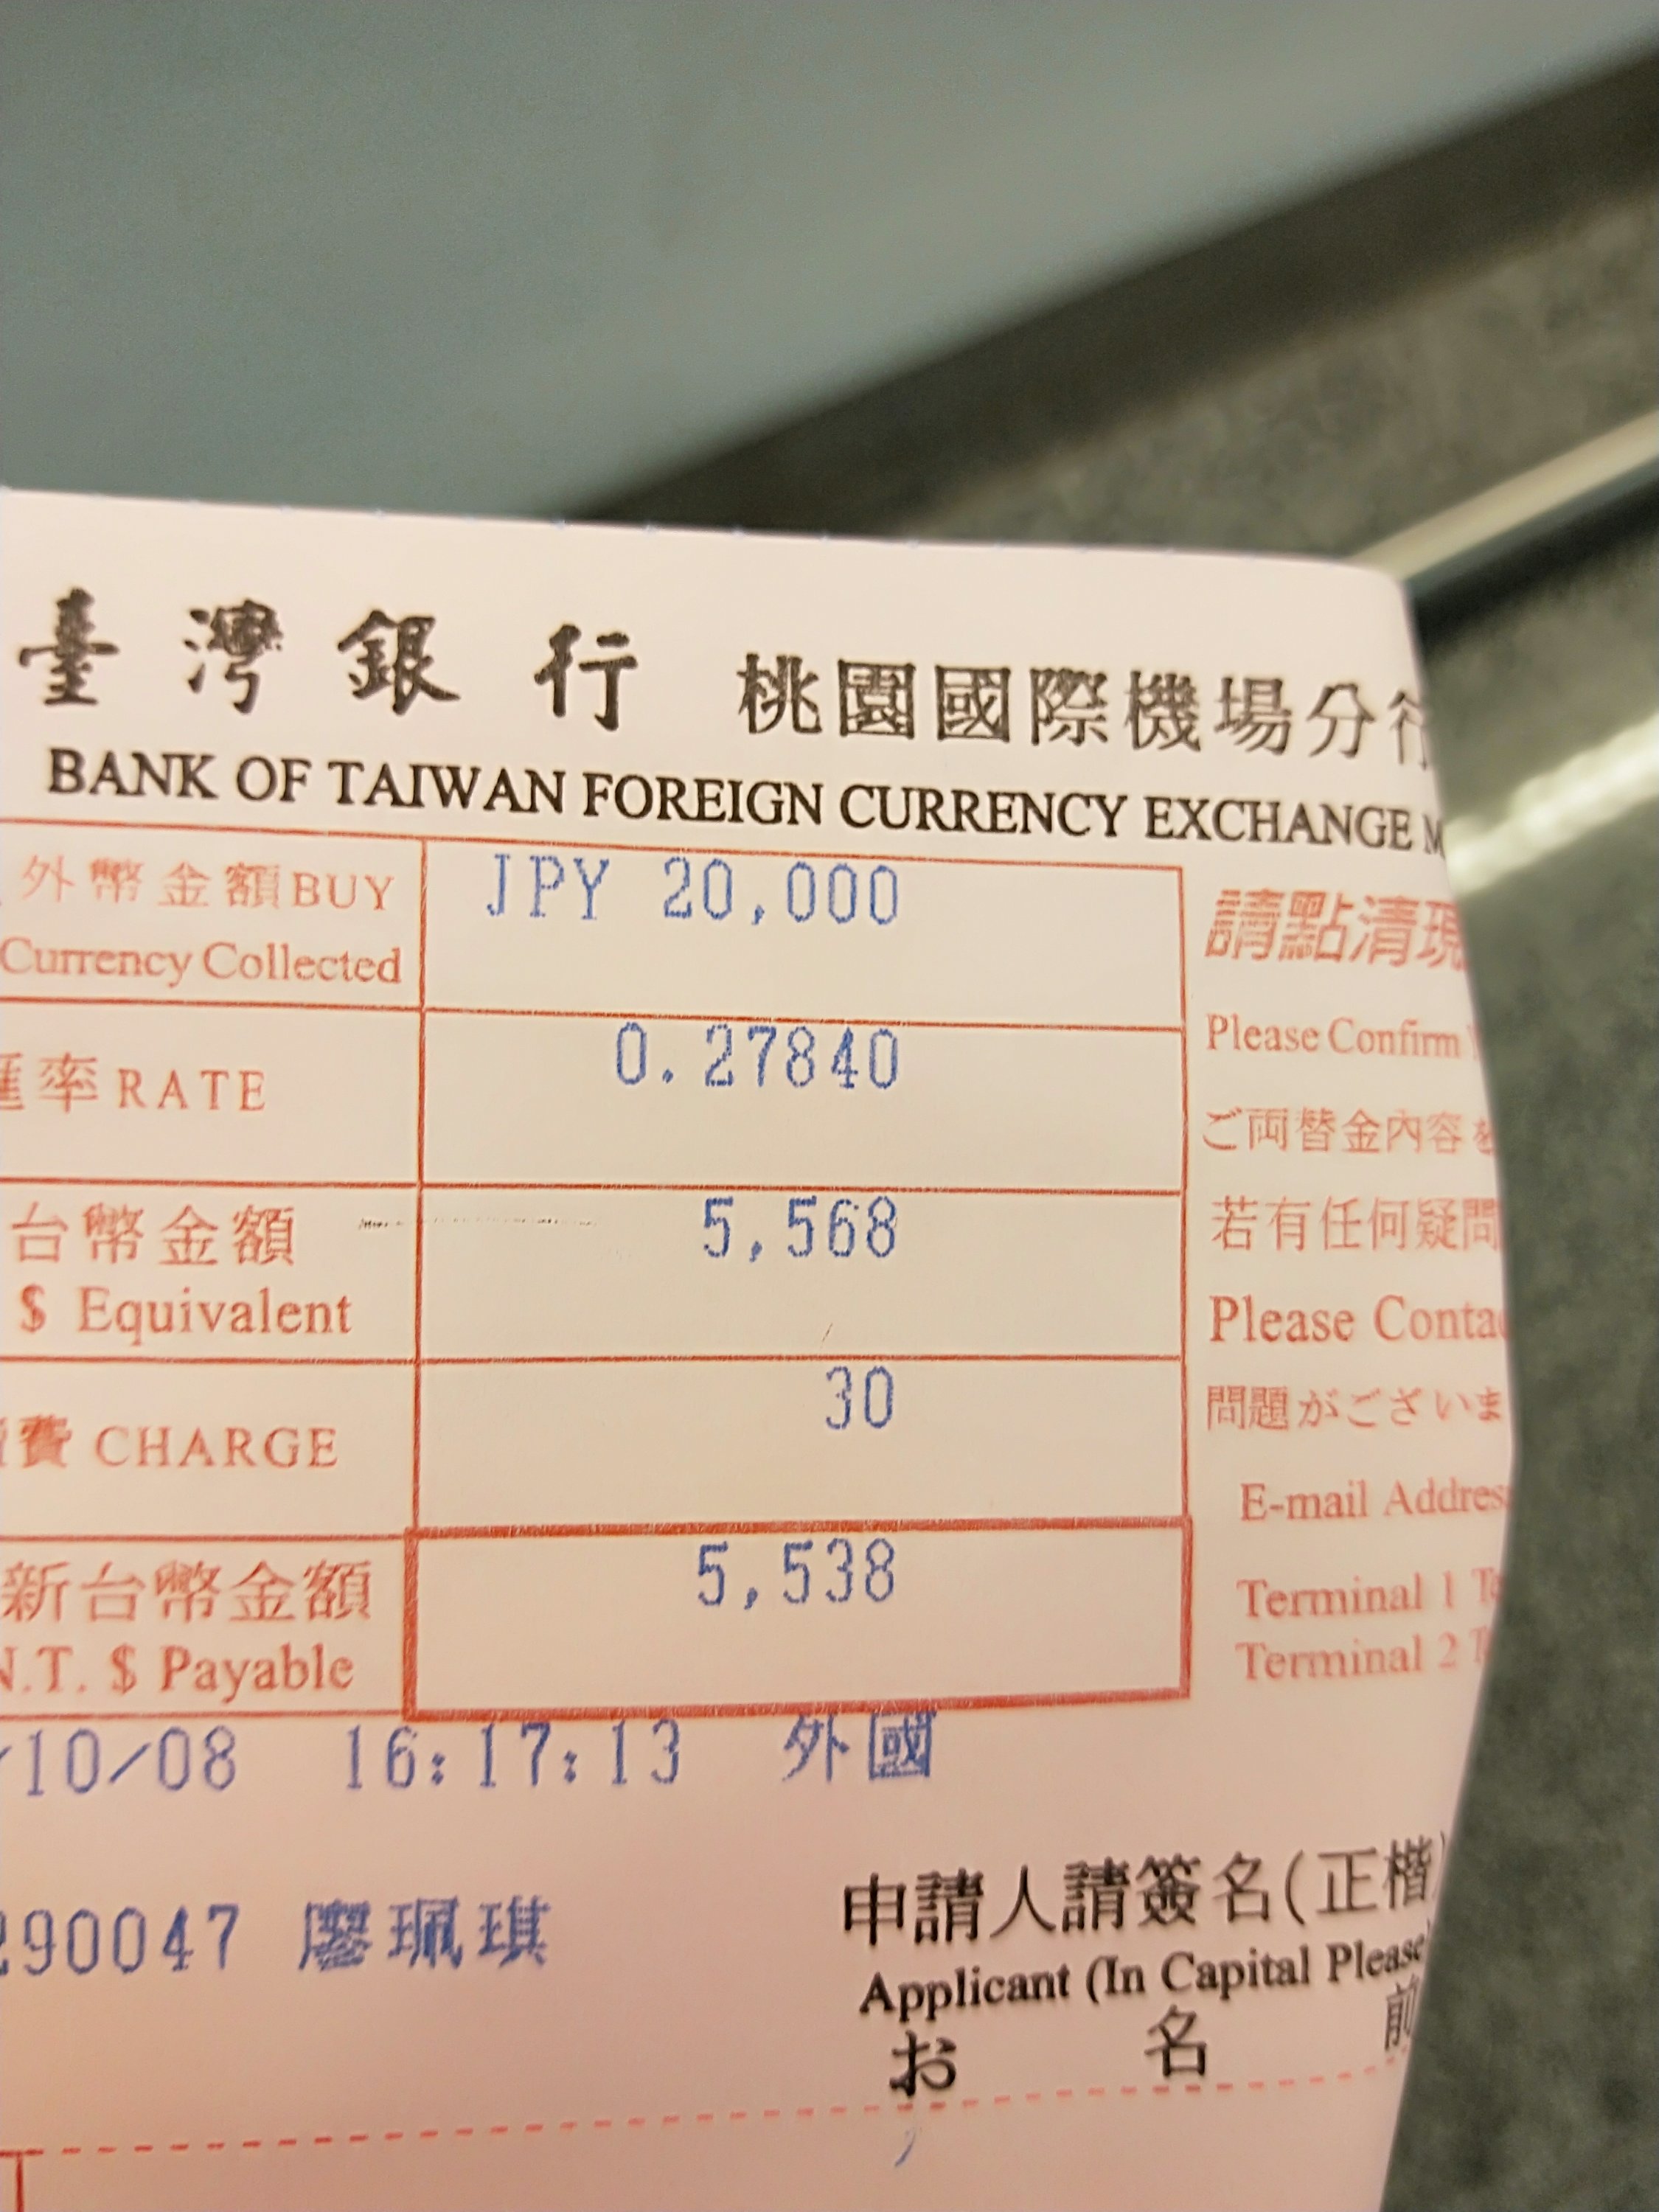 臺灣銀行 桃園國際機場分行
BANK OF TAIWAN FOREIGN CURRENCY EXCHANGE
外幣金額BUY JPY 20,000
Currency Collected
請點清現
Please Confirm
匯率RATE 0.27840
ご両替金內容を
台幣金額 5,568
$ Equivalent
若有任何疑問
Please Contac
費 CHARGE 30
問題がございま
E-mail Address
新台幣金額 5,538
N.T. $ Payable
Terminal 1
Terminal 2
/10/08 16:17:13 外國
290047 廖珮琪
申請人請簽名(正楷)
Applicant (In Capital Please
お名前